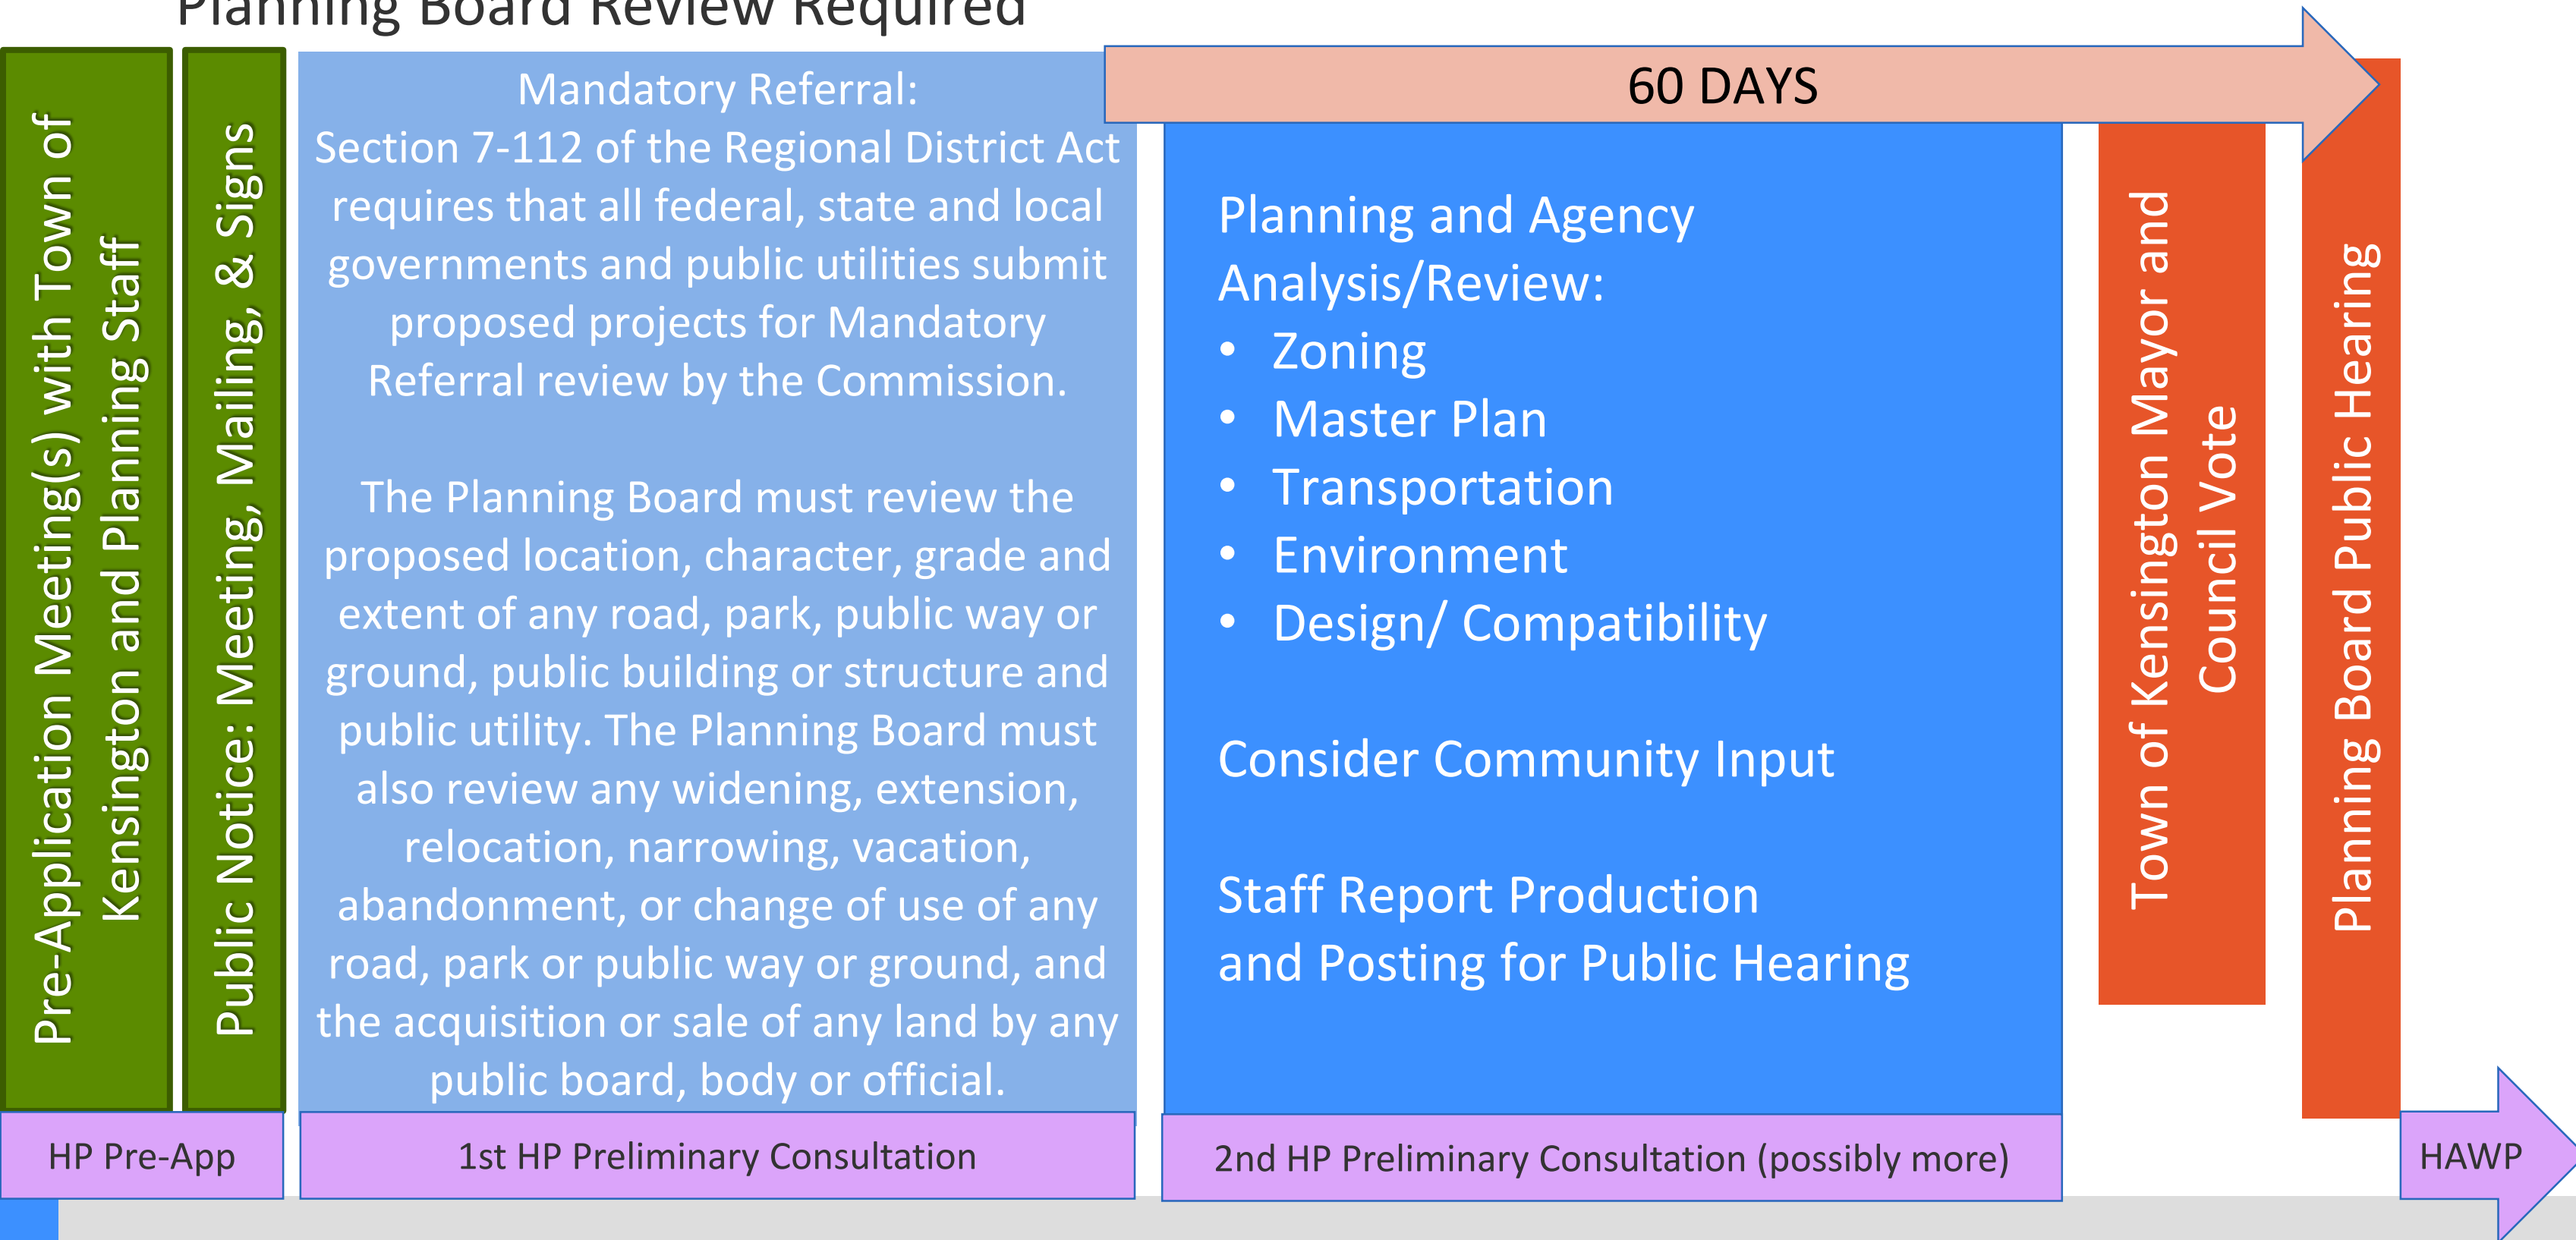 Planning Board Review Required
Pre-Application Meeting(s) with Town of
Kensington and Planning Staff
Public Notice: Meeting, Mailing, & Signs
Mandatory Referral:
Section 7-112 of the Regional District Act
requires that all federal, state and local
governments and public utilities submit
proposed projects for Mandatory
Referral review by the Commission.
The Planning Board must review the
proposed location, character, grade and
extent of any road, park, public way or
ground, public building or structure and
public utility. The Planning Board must
also review any widening, extension,
relocation, narrowing, vacation,
abandonment, or change of use of any
road, park or public way or ground, and
the acquisition or sale of any land by any
public board, body or official.
60 DAYS
Planning and Agency
Analysis/Review:
• Zoning
• Master Plan
• Transportation
• Environment
• Design/ Compatibility
Consider Community Input
Staff Report Production
and Posting for Public Hearing
Town of Kensington Mayor and
Council Vote
Planning Board Public Hearing
HP Pre-App
1st HP Preliminary Consultation
2nd HP Preliminary Consultation (possibly more)
HAWP